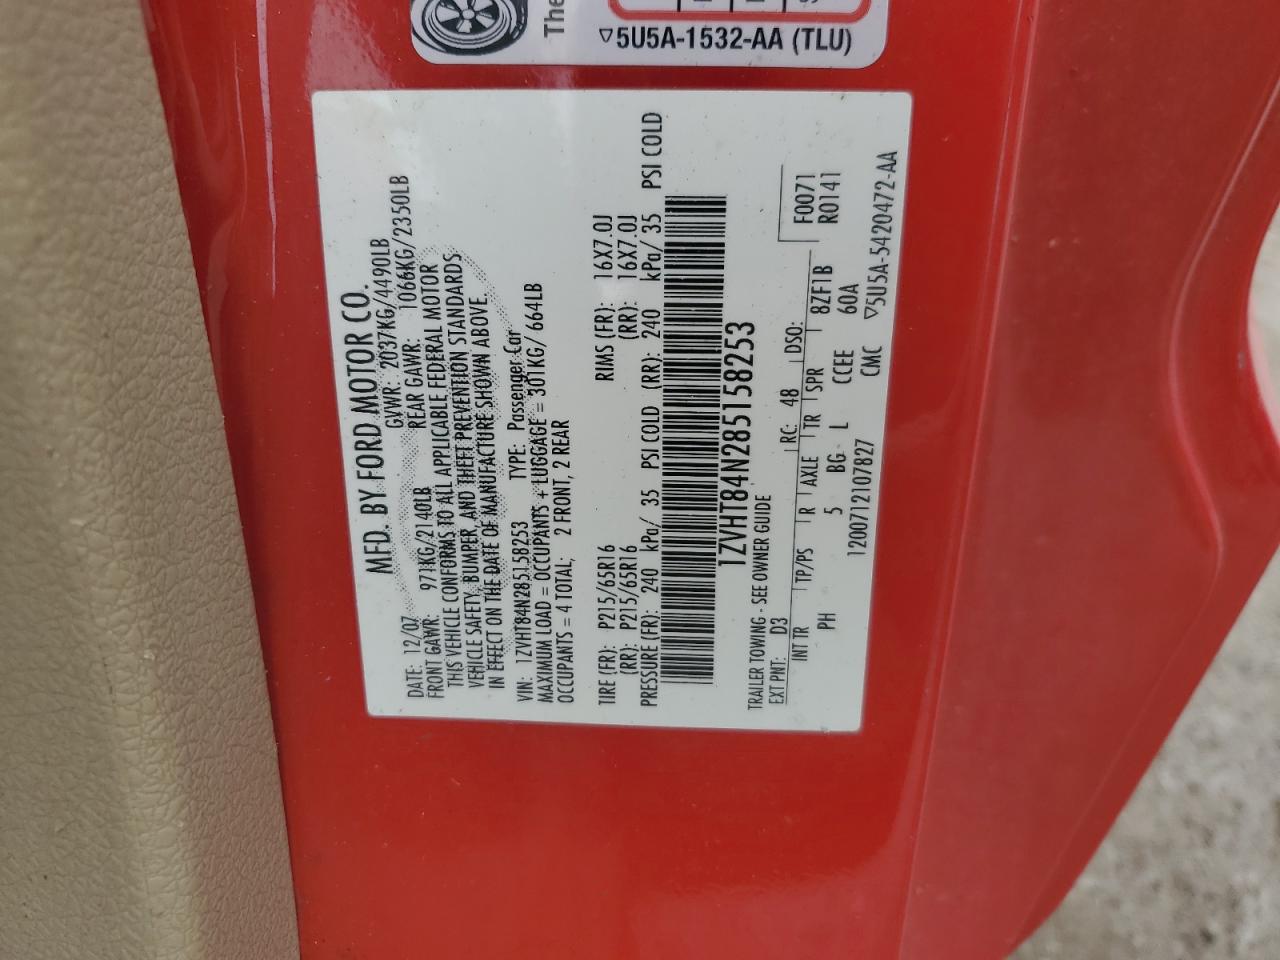 The
▽5U5A-1532-AA (TLU)
MFD. BY FORD MOTOR CO.
DATE: 12/07 GVWR: 2037KG/4490LB
FRONT GAWR: 971KG/2140LB REAR GAWR: 1066KG/2350LB
THIS VEHICLE CONFORMS TO ALL APPLICABLE FEDERAL MOTOR
VEHICLE SAFETY, BUMPER, AND THEFT PREVENTION STANDARDS
IN EFFECT ON THE DATE OF MANUFACTURE SHOWN ABOVE.
VIN: 1ZVHT84N285158253 TYPE: Passenger Car
MAXIMUM LOAD = OCCUPANTS + LUGGAGE = 301KG/ 664LB
OCCUPANTS = 4 TOTAL; 2 FRONT, 2 REAR
TIRE (FR): P215/65R16 RIMS (FR): 16X7.0J
(RR): P215/65R16 (RR): 16X7.0J
PRESSURE (FR): 240 kPa/ 35 PSI COLD (RR): 240 kPa/ 35 PSI COLD
1ZVHT84N285158253
TRAILER TOWING - SEE OWNER GUIDE
EXT PNT: D3 RC: 48 DSO: F0071
INT TR TP/PS R AXLE TR SPR 8ZF1B R0141
PH 5 BG L CCEE 60A
1200712107827 CMC ▽5U5A-5420472-AA